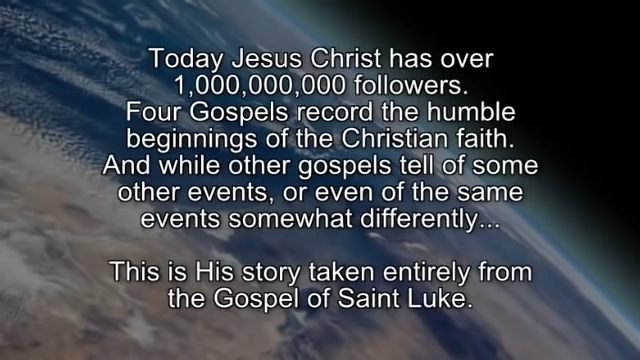 Today Jesus Christ has over
1,000,000,000 followers.
Four Gospels record the humble
beginnings of the Christian faith.
And while other gospels tell of some
other events, or even of the same
events somewhat differently...
This is His story taken entirely from
the Gospel of Saint Luke.